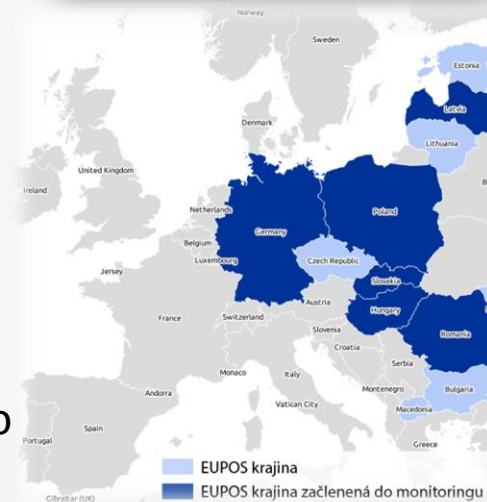 Norway
Sweden
Estonia
Latvia
Denmark
Lithuania
United Kingdom
Ireland
Netherlands
Poland
Germany
Belgium
Luxembourg
Czech Republic
Jersey
Slovakia
Austria
Hungary
France
Switzerland
Slovenia
Romania
Croatia
Serbia
Monaco
Italy
Andorra
Montenegro
Bulgaria
Vatican City
Macedonia
Spain
Portugal
Greece
Gibraltar (UK)
EUPOS krajina
EUPOS krajina začlenená do monitoringu